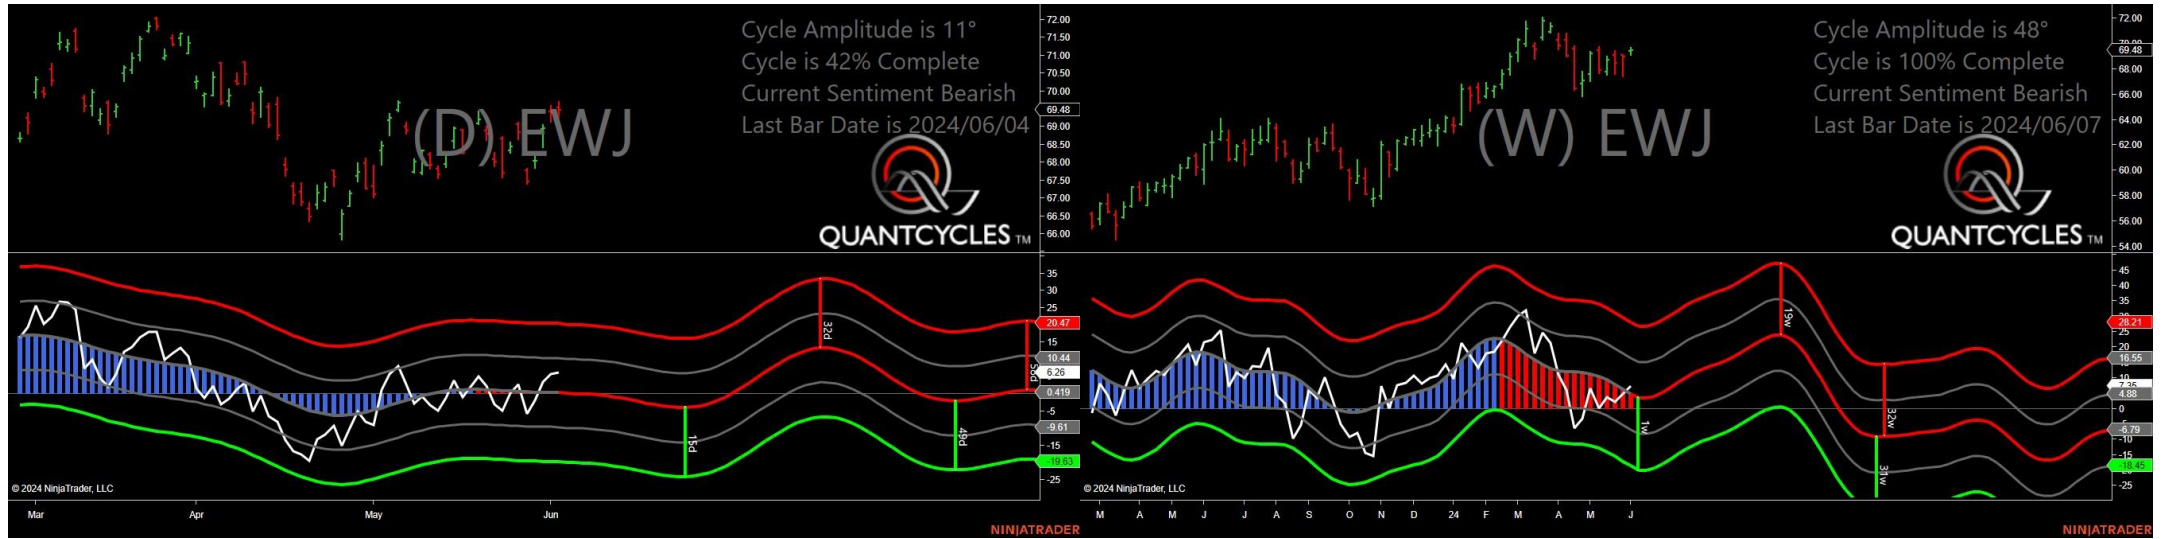 Cycle Amplitude is 11°
Cycle is 42% Complete
Current Sentiment Bearish
Last Bar Date is 2024/06/04
(D) EWJ
QUANTCYCLES TM
72.00
71.50
71.00
70.50
70.00
69.48
69.00
68.50
68.00
67.50
67.00
66.50
66.00
35
30
25
20.47
15
10.44
6.26
0.419
-5
-9.61
-15
-19.63
-25
32d
15d
49d
© 2024 NinjaTrader, LLC
Mar
Apr
May
Jun
NINJATRADER
Cycle Amplitude is 48°
Cycle is 100% Complete
Current Sentiment Bearish
Last Bar Date is 2024/06/07
(W) EWJ
QUANTCYCLES TM
72.00
69.48
68.00
66.00
64.00
62.00
60.00
58.00
56.00
54.00
45
40
35
28.21
25
20
16.55
10
7.35
4.88
0
-6.79
-10
-15
-18.45
-25
19w
1w
32w
31w
© 2024 NinjaTrader, LLC
M A M J J A S O N D 24 F M A M J
NINJATRADER